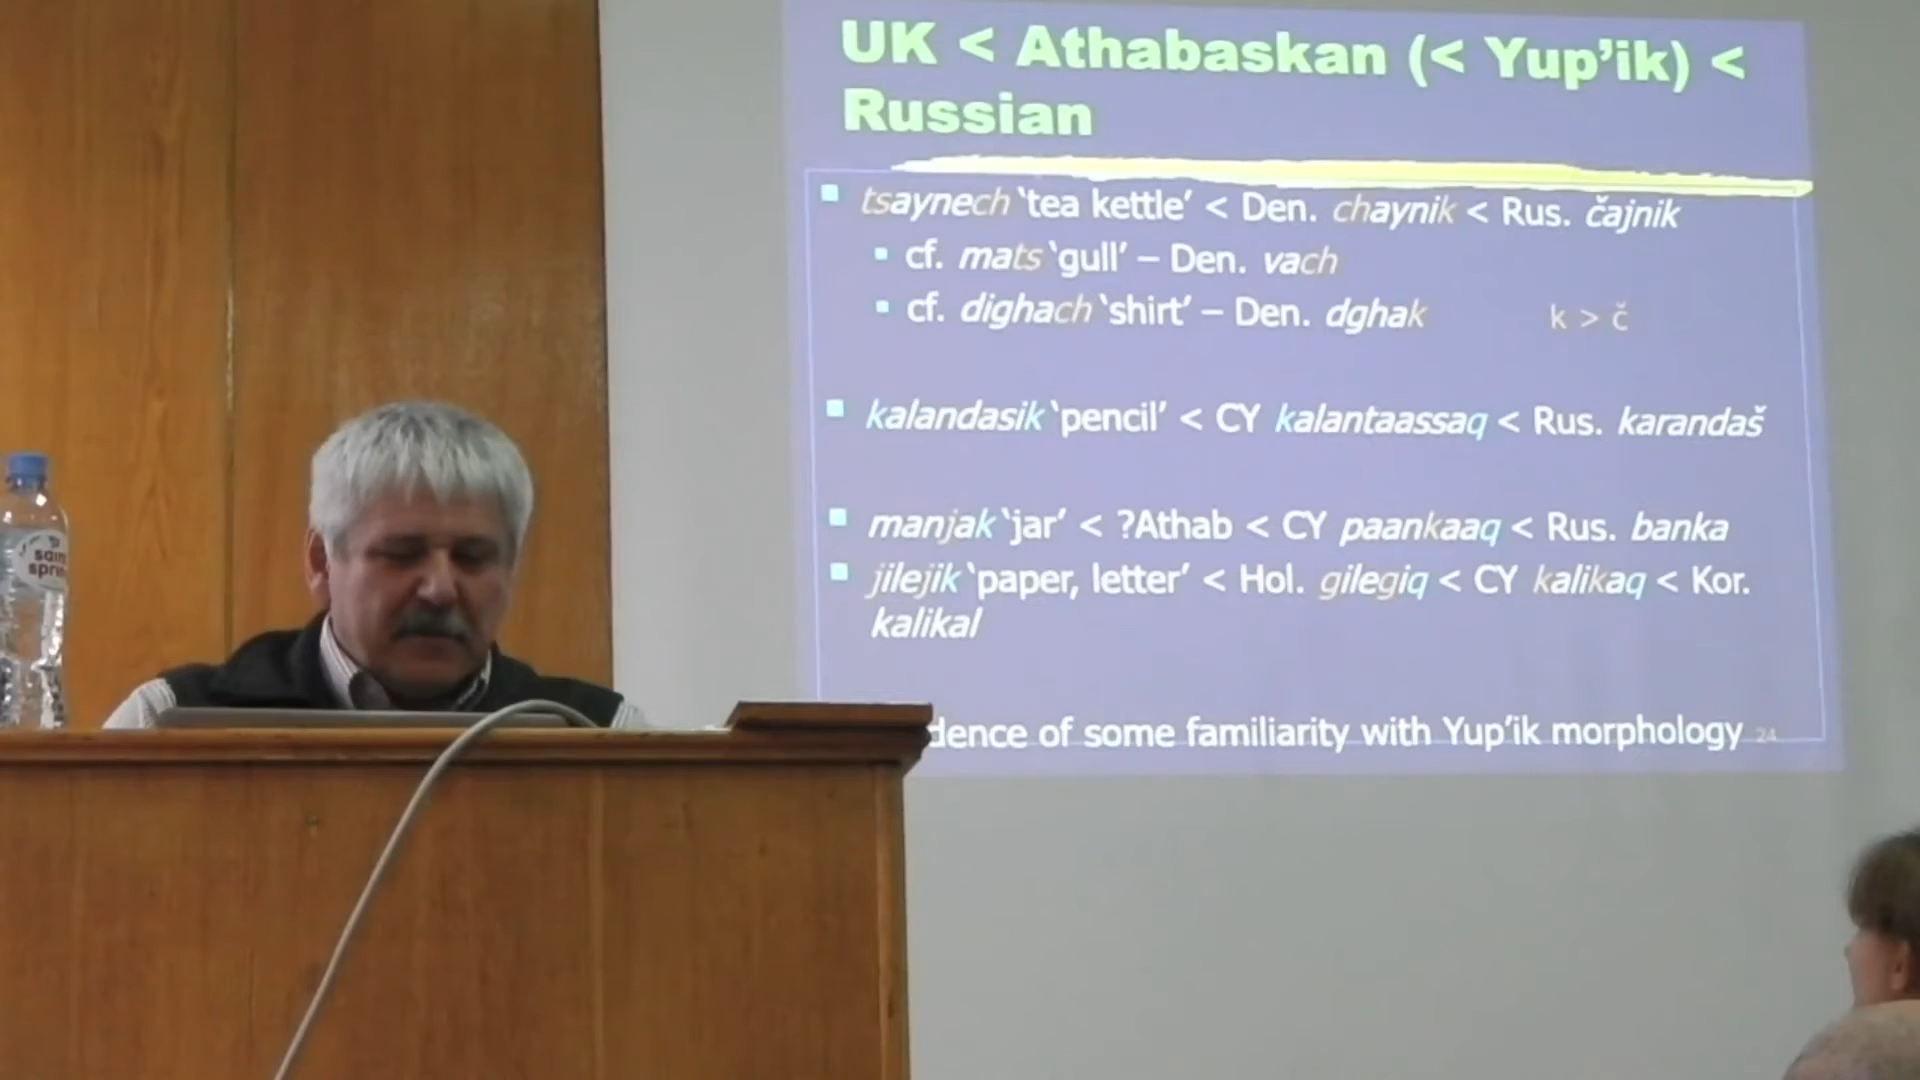 UK < Athabaskan (< Yup’ik) <
Russian
tsaynech ‘tea kettle’ < Den. chaynik < Rus. čajnik
cf. mats ‘gull’ – Den. vach
cf. dighach ‘shirt’ – Den. dghak k > č
kalandasik ‘pencil’ < CY kalantaassaq < Rus. karandaš
manjak ‘jar’ < ?Athab < CY paankaaq < Rus. banka
jilejik ‘paper, letter’ < Hol. gilegiq < CY kalikaq < Kor.
kalikal
dence of some familiarity with Yup’ik morphology 24